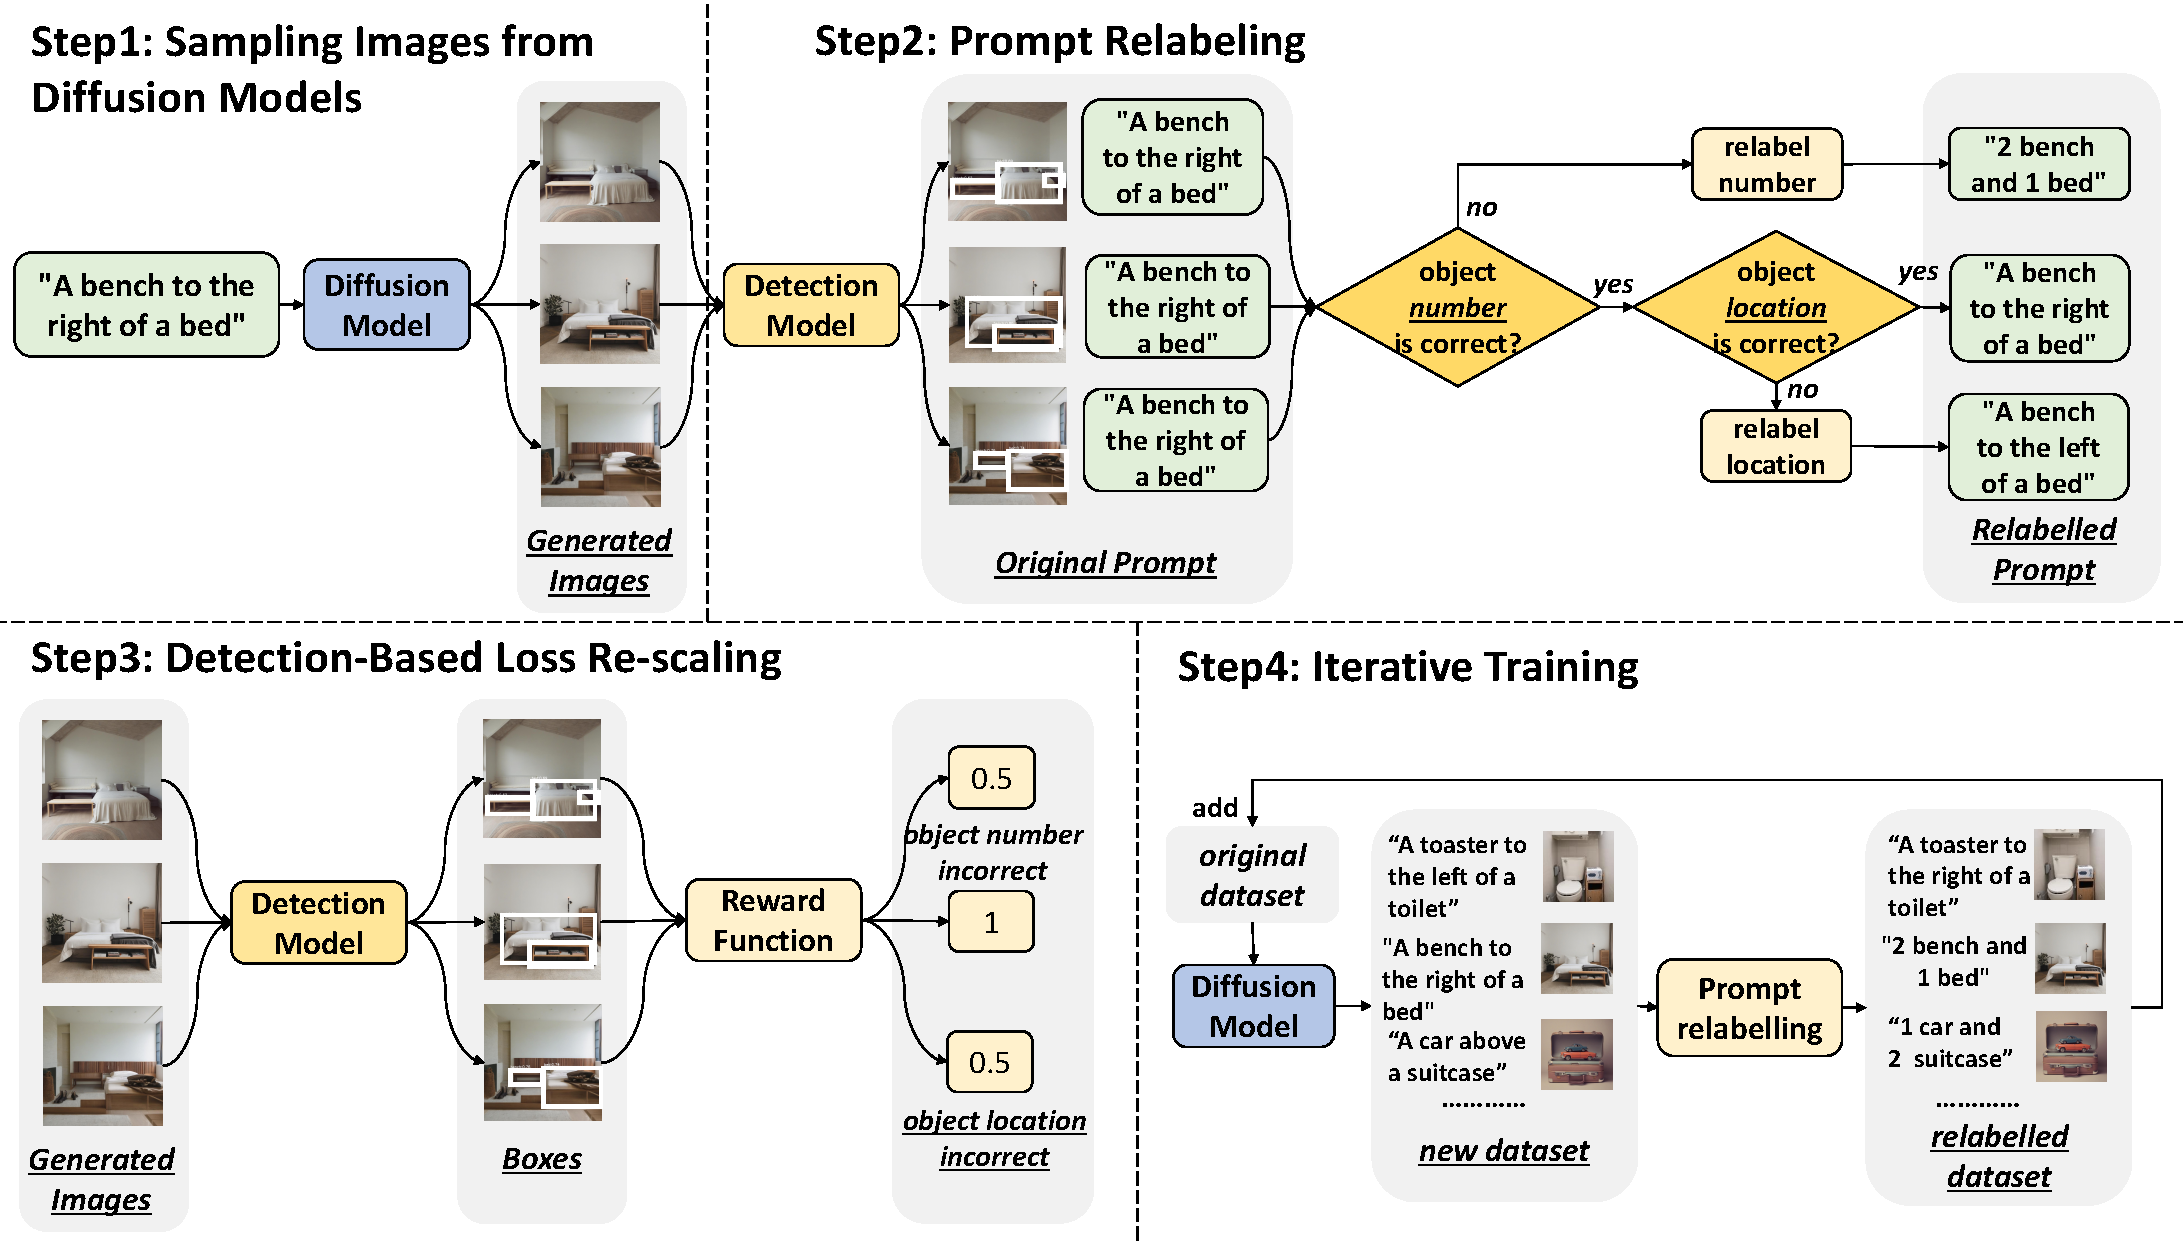 Step1: Sampling Images from
Diffusion Models
"A bench to the
right of a bed"
Diffusion
Model
Generated
Images
Step2: Prompt Relabeling
Detection
Model
"A bench
to the right
of a bed"
"A bench to
the right of
a bed"
"A bench to
the right of
a bed"
Original Prompt
object
number
is correct?
no
yes
relabel
number
object
location
is correct?
yes
no
relabel
location
"2 bench
and 1 bed"
"A bench
to the right
of a bed"
"A bench
to the left
of a bed"
Relabelled
Prompt
Step3: Detection-Based Loss Re-scaling
Generated
Images
Detection
Model
Boxes
Reward
Function
0.5
object number
incorrect
1
0.5
object location
incorrect
Step4: Iterative Training
add
original
dataset
Diffusion
Model
“A toaster to
the left of a
toilet”
"A bench to
the right of a
bed"
“A car above
a suitcase”
............
new dataset
Prompt
relabelling
“A toaster to
the right of a
toilet”
"2 bench and
1 bed"
“1 car and
2 suitcase”
............
relabelled
dataset